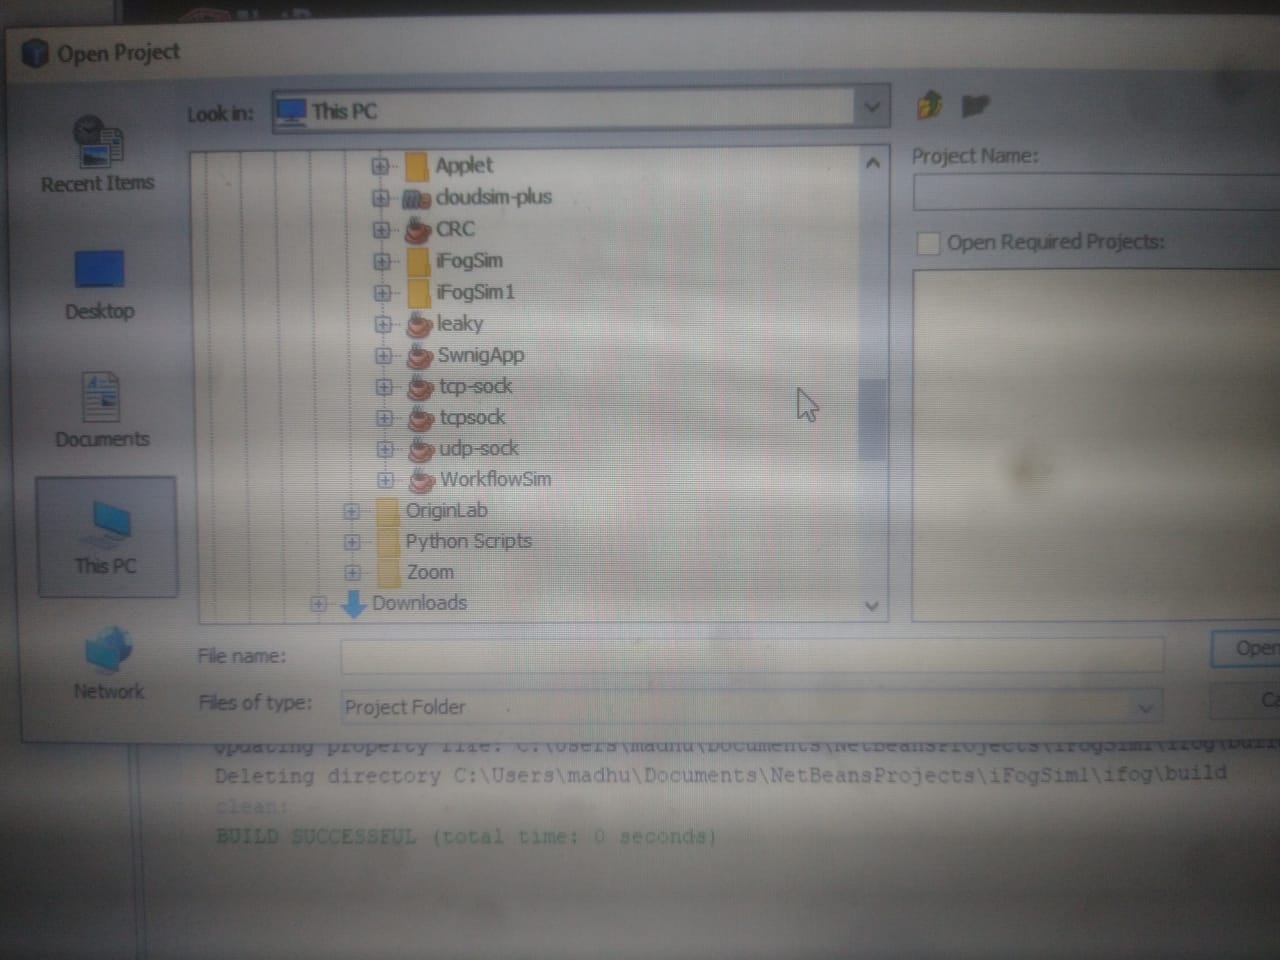 Open Project
Look in: This PC
Recent Items
Desktop
Documents
This PC
Network
Applet
cloudsim-plus
CRC
iFogSim
iFogSim1
leaky
SwnigApp
tcp-sock
tcpsock
udp-sock
WorkflowSim
OriginLab
Python Scripts
Zoom
Downloads
Project Name:
Open Required Projects:
File name:
Open
Files of type: Project Folder
Updating property file: C:\Users\madhu\Documents\NetBeansProjects\iFogSim1\ifog\build
Deleting directory C:\Users\madhu\Documents\NetBeansProjects\iFogSim1\ifog\build
clean:
BUILD SUCCESSFUL (total time: 0 seconds)